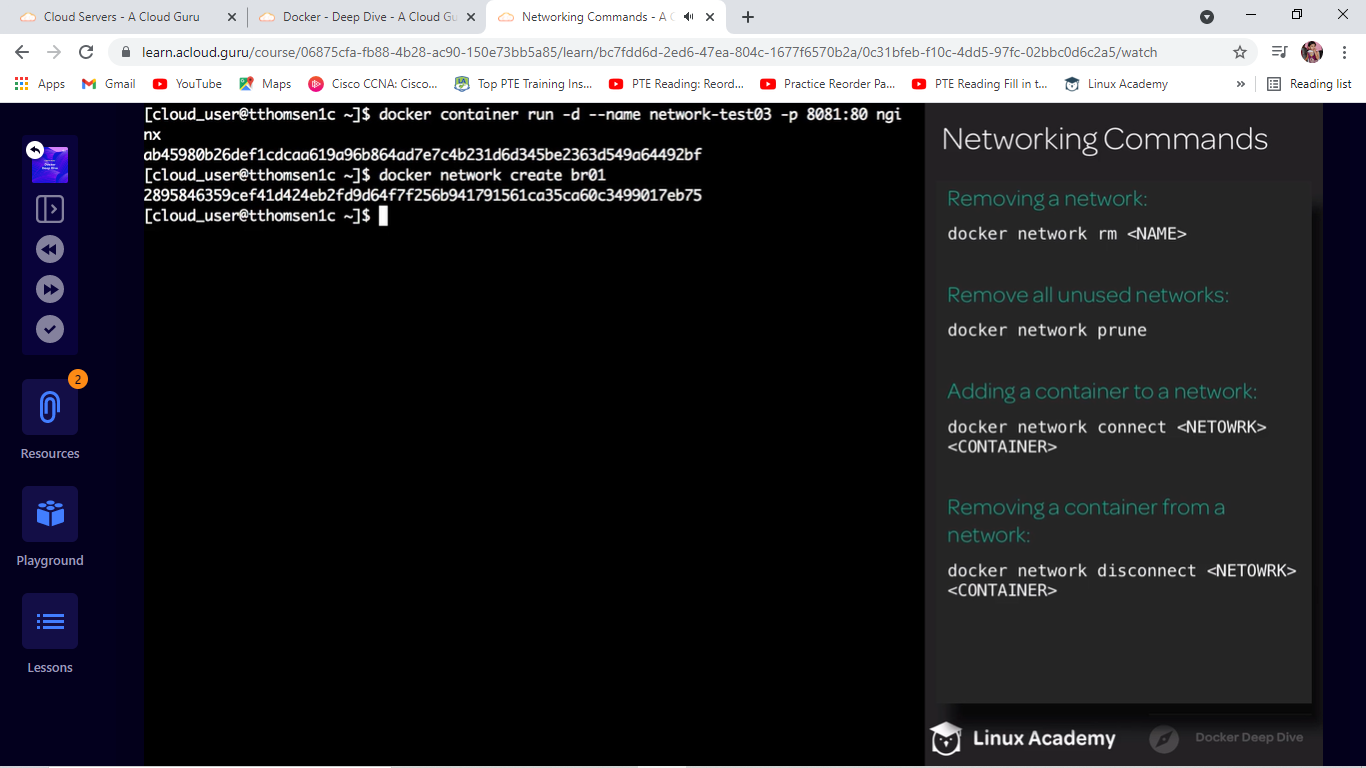 Cloud Servers - A Cloud Guru
Docker - Deep Dive - A Cloud Gu
Networking Commands - A C
learn.acloud.guru/course/06875cfa-fb88-4b28-ac90-150e73bb5a85/learn/bc7fdd6d-2ed6-47ea-804c-1677f6570b2a/0c31bfeb-f10c-4dd5-97fc-02bbc0d6c2a5/watch
Apps
Gmail
YouTube
Maps
Cisco CCNA: Cisco...
Top PTE Training Ins...
PTE Reading: Reord...
Practice Reorder Pa...
PTE Reading Fill in t...
Linux Academy
»
Reading list
[cloud_user@tthomsen1c ~]$ docker container run -d --name network-test03 -p 8081:80 ngi
nx
ab45980b26def1cdcaa619a96b864ad7e7c4b231d6d345be2363d549a64492bf
[cloud_user@tthomsen1c ~]$ docker network create br01
2895846359cef41d424eb2fd9d64f7f256b941791561ca35ca60c3499017eb75
[cloud_user@tthomsen1c ~]$
2
Resources
Playground
Lessons
Networking Commands
Removing a network:
docker network rm <NAME>
Remove all unused networks:
docker network prune
Adding a container to a network:
docker network connect <NETOWRK>
<CONTAINER>
Removing a container from a
network:
docker network disconnect <NETOWRK>
<CONTAINER>
Linux Academy
Docker Deep Dive